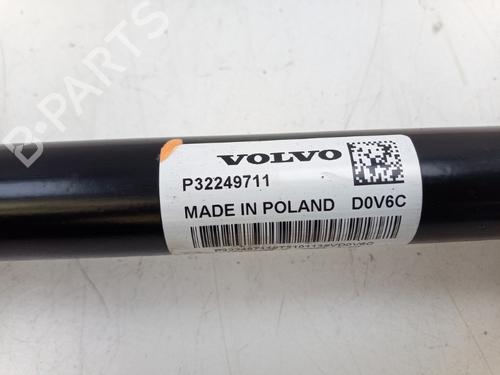 B-PARTS
VOLVO
P32249711
MADE IN POLAND D0V6C